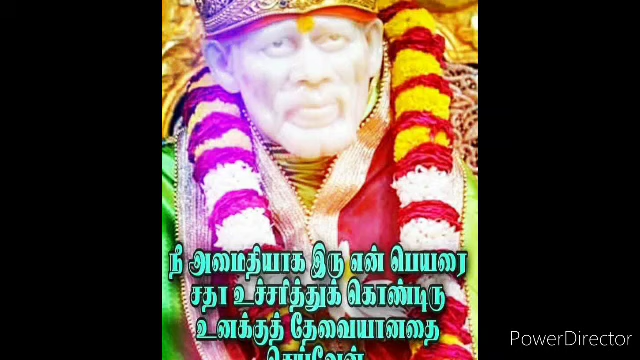 நீ அமைதியாக இரு என் பெயரை
சதா உச்சரித்துக் கொண்டிரு
உனக்குத் தேவையானதை
செய்வேன்
PowerDirector